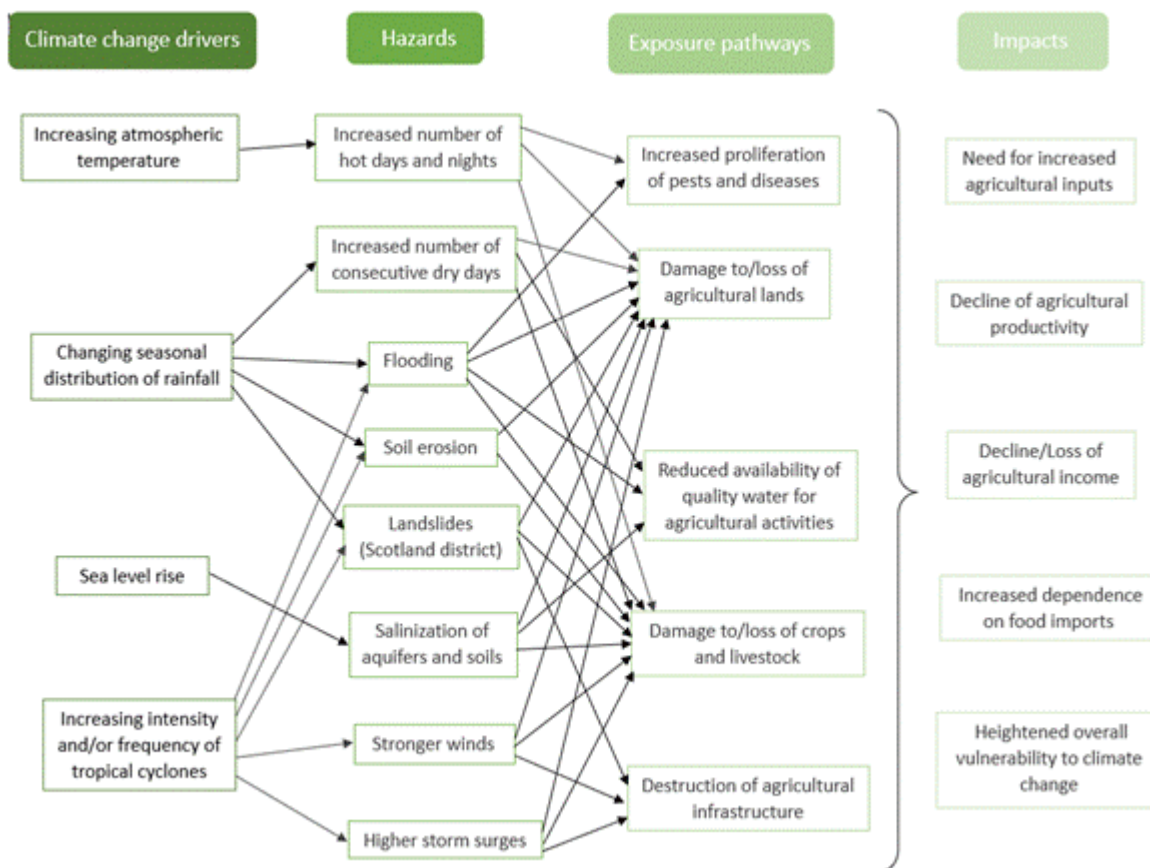 Climate change drivers
Hazards
Exposure pathways
Impacts
Increasing atmospheric
temperature
Changing seasonal
distribution of rainfall
Sea level rise
Increasing intensity
and/or frequency of
tropical cyclones
Increased number of
hot days and nights
Increased number of
consecutive dry days
Flooding
Soil erosion
Landslides
(Scotland district)
Salinization of
aquifers and soils
Stronger winds
Higher storm surges
Increased proliferation
of pests and diseases
Damage to/loss of
agricultural lands
Reduced availability of
quality water for
agricultural activities
Damage to/loss of crops
and livestock
Destruction of agricultural
infrastructure
Need for increased
agricultural inputs
Decline of agricultural
productivity
Decline/Loss of
agricultural income
Increased dependence
on food imports
Heightened overall
vulnerability to climate
change